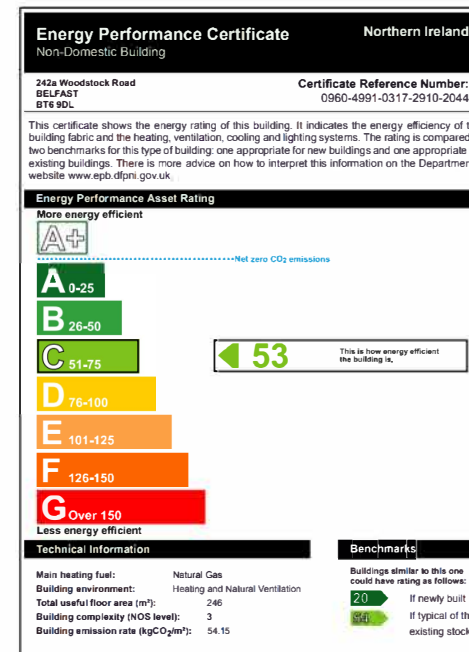 Energy Performance Certificate
Northern Ireland
Non-Domestic Building
242a Woodstock Road
BELFAST
BT6 9DL
Certificate Reference Number:
0960-4991-0317-2910-2044
This certificate shows the energy rating of this building. It indicates the energy efficiency of t
building fabric and the heating, ventilation, cooling and lighting systems. The rating is compared
two benchmarks for this type of building: one appropriate for new buildings and one appropriate
existing buildings. There is more advice on how to interpret this information on the Departmen
website www.epb.dfpni.gov.uk
Energy Performance Asset Rating
More energy efficient
A+
Net zero CO2 emissions
A 0-25
B 26-50
C 51-75
53
This is how energy efficient
the building is.
D 76-100
E 101-125
F 126-150
G Over 150
Less energy efficient
Technical Information
Main heating fuel: Natural Gas
Building environment: Heating and Natural Ventilation
Total useful floor area (m²): 246
Building complexity (NOS level): 3
Building emission rate (kgCO2/m²): 54.15
Benchmarks
Buildings similar to this one
could have rating as follows:
20 If newly built
If typical of th
existing stock